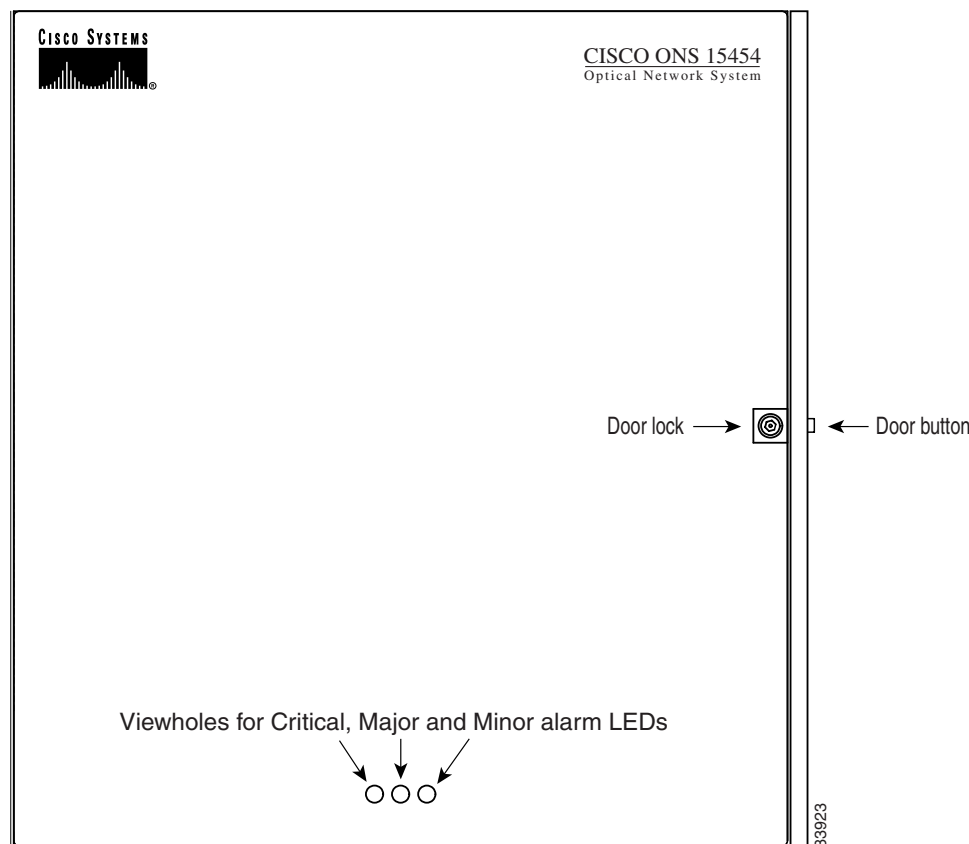 CISCO SYSTEMS
®
CISCO ONS 15454
Optical Network System
Door lock
Door button
Viewholes for Critical, Major and Minor alarm LEDs
33923